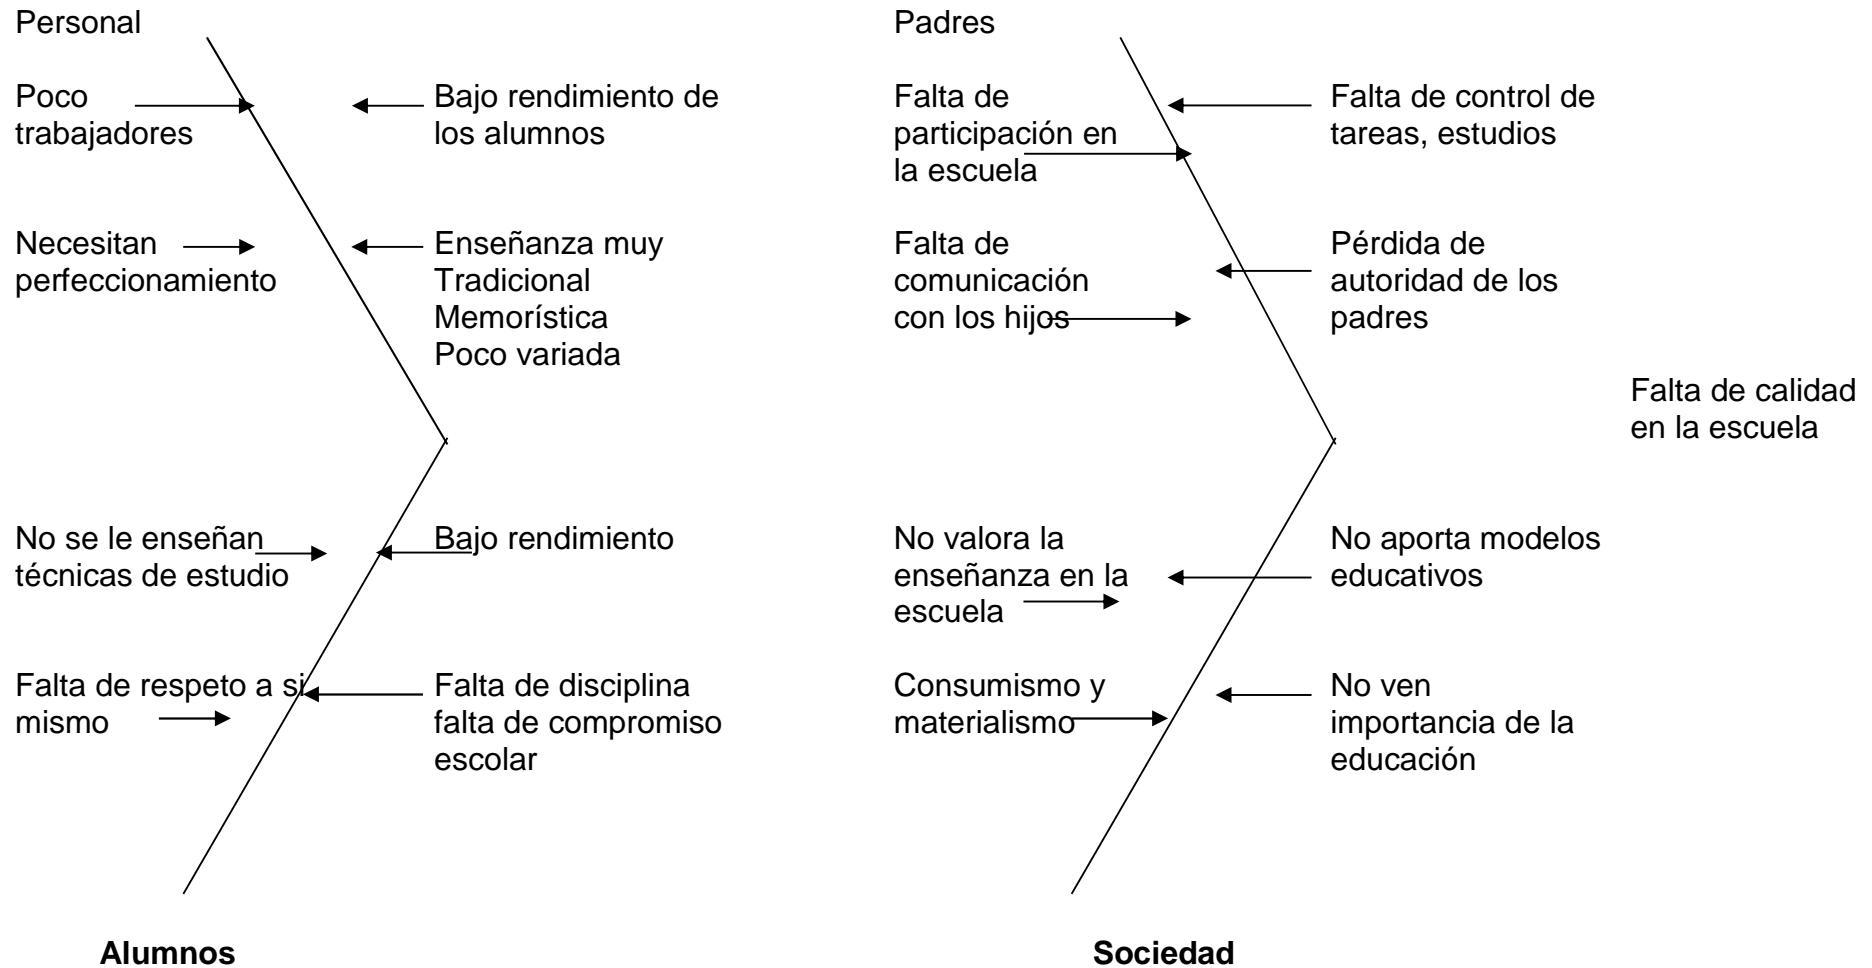 Personal
Poco
trabajadores
Bajo rendimiento de
los alumnos
Necesitan
perfeccionamiento
Enseñanza muy
Tradicional
Memorística
Poco variada
Padres
Falta de
participación en
la escuela
Falta de control de
tareas, estudios
Falta de
comunicación
con los hijos
Pérdida de
autoridad de los
padres
Falta de calidad
en la escuela
No se le enseñan
técnicas de estudio
Bajo rendimiento
Falta de respeto a si
mismo
Falta de disciplina
falta de compromiso
escolar
Alumnos
No valora la
enseñanza en la
escuela
No aporta modelos
educativos
Consumismo y
materialismo
No ven
importancia de la
educación
Sociedad